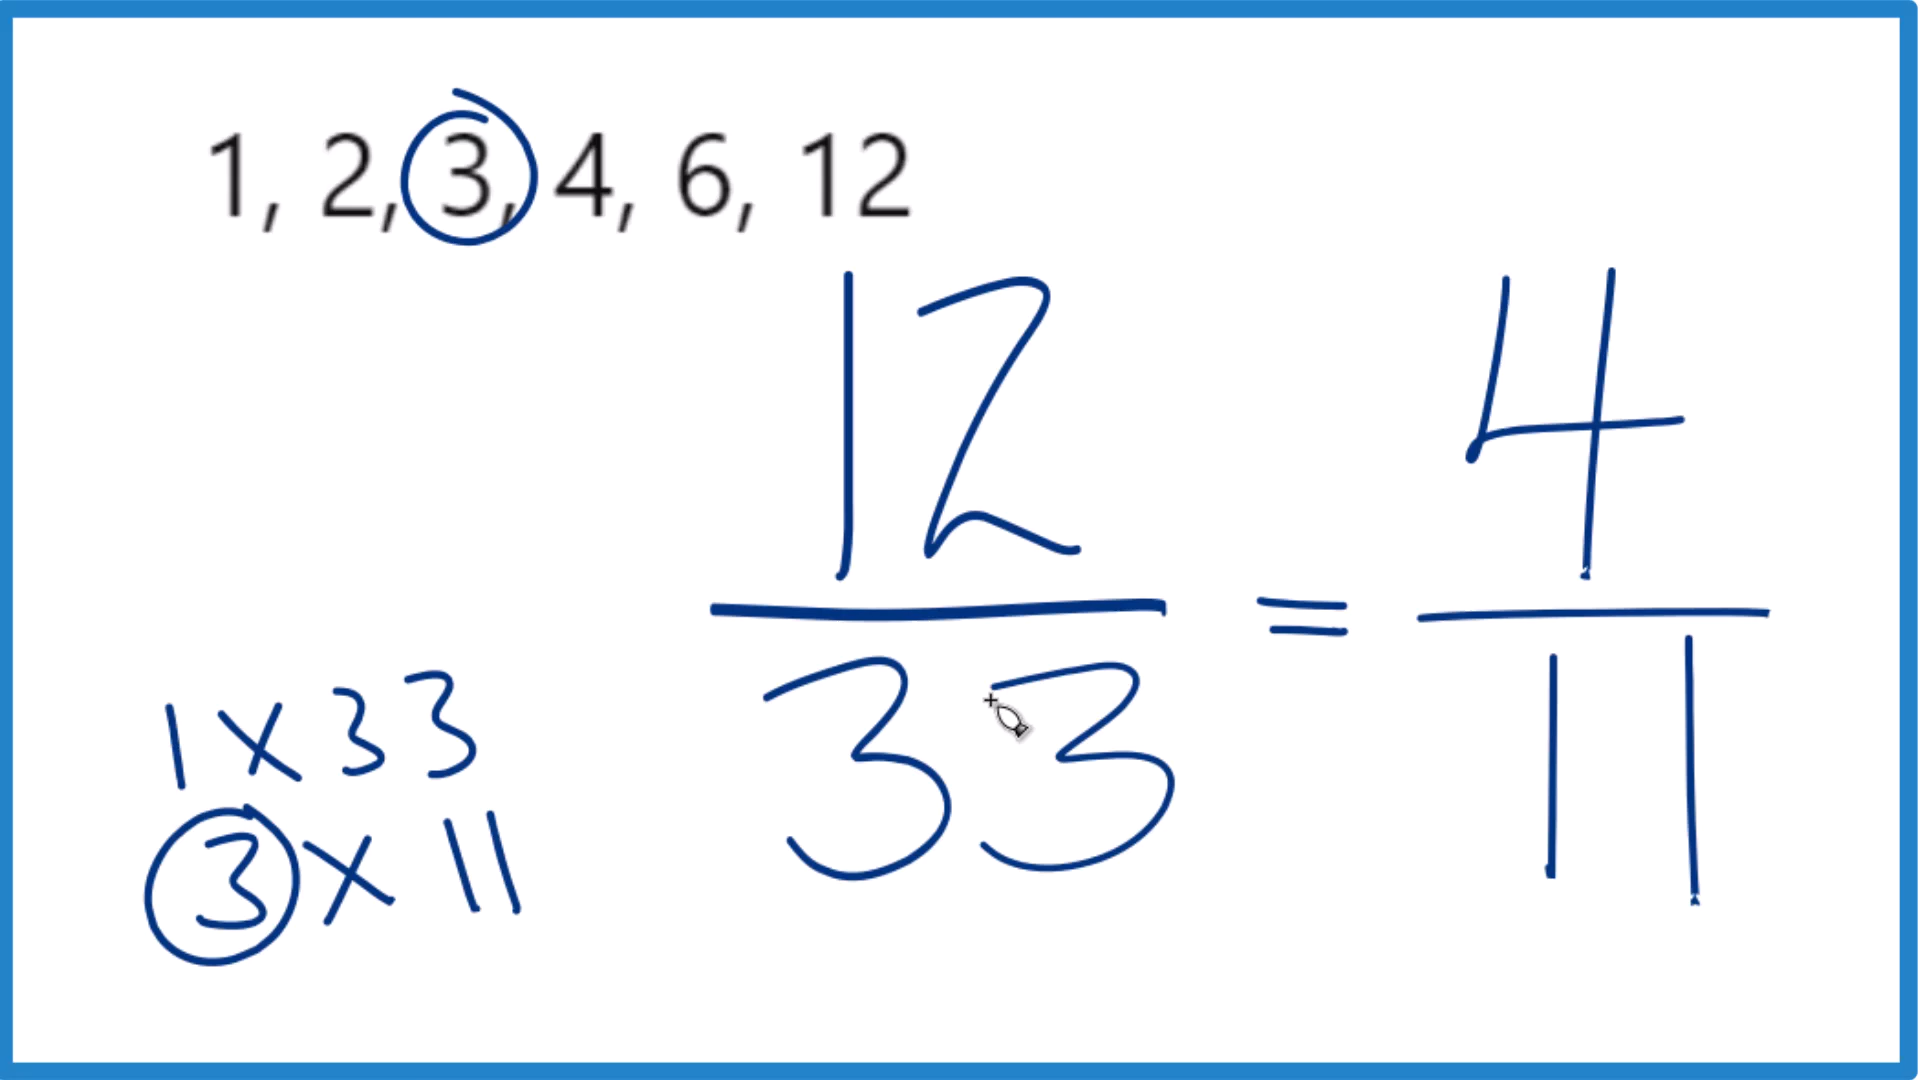 1, 2, 3, 4, 6, 12
12/33 = 4/11
1 x 33
3 x 11